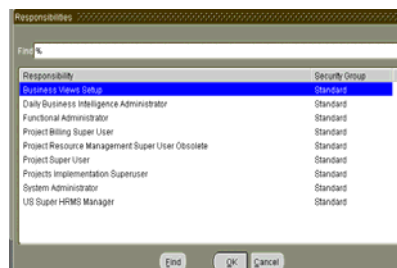 Responsibilities
Find %
Responsibility Security Group
Business Views Setup Standard
Daily Business Intelligence Administrator Standard
Functional Administrator Standard
Project Billing Super User Standard
Project Resource Management Super User Obsolete Standard
Project Super User Standard
Projects Implementation Superuser Standard
System Administrator Standard
US Super HRMS Manager Standard
Find OK Cancel